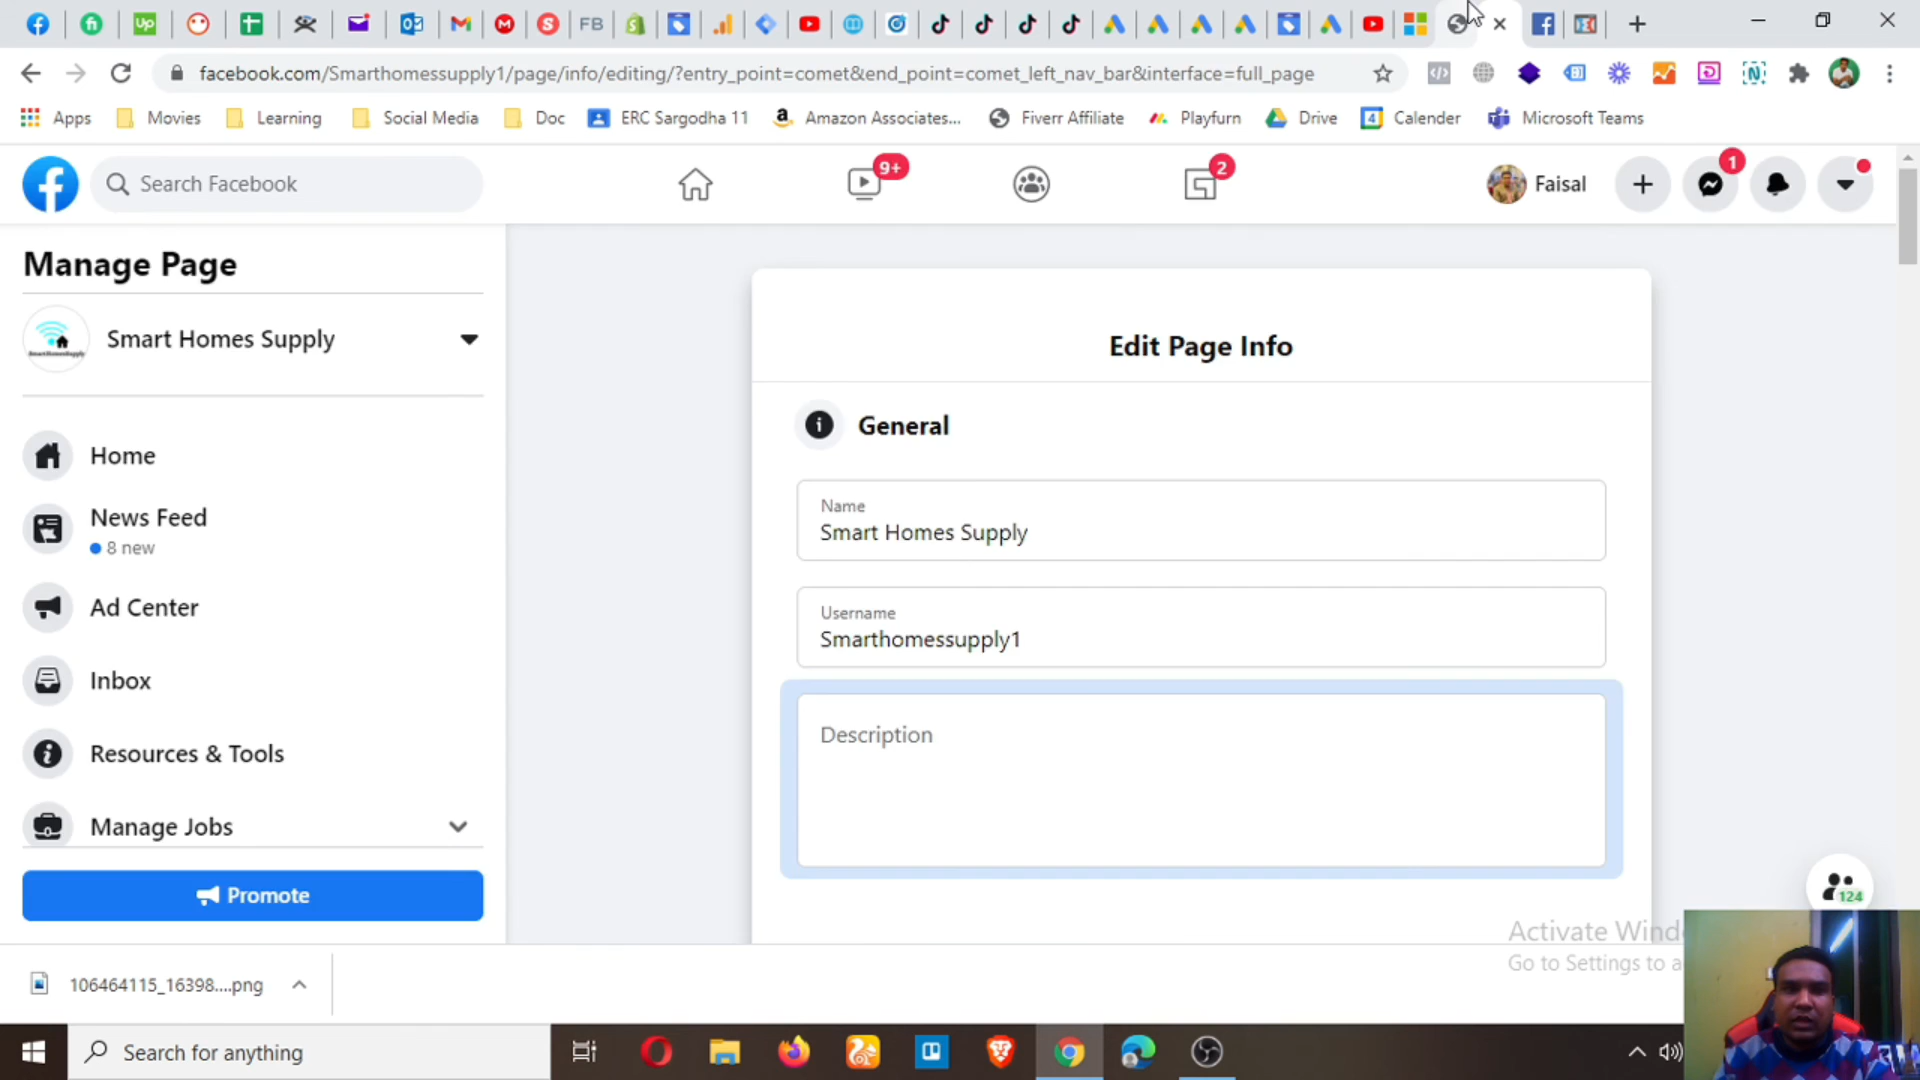 Up
FB
facebook.com/Smarthomessupply1/page/info/editing/?entry_point=comet&end_point=comet_left_nav_bar&interface=full_page
Apps
Movies
Learning
Social Media
Doc
ERC Sargodha 11
Amazon Associates...
Fiverr Affiliate
Playfurn
Drive
Calender
Microsoft Teams
Search Facebook
9+
2
Faisal
1
Manage Page
Smart Homes Supply
Home
News Feed
8 new
Ad Center
Inbox
Resources & Tools
Manage Jobs
Promote
Edit Page Info
General
Name
Smart Homes Supply
Username
Smarthomessupply1
Description
124
Activate Wind
Go to Settings to a
106464115_16398....png
Search for anything